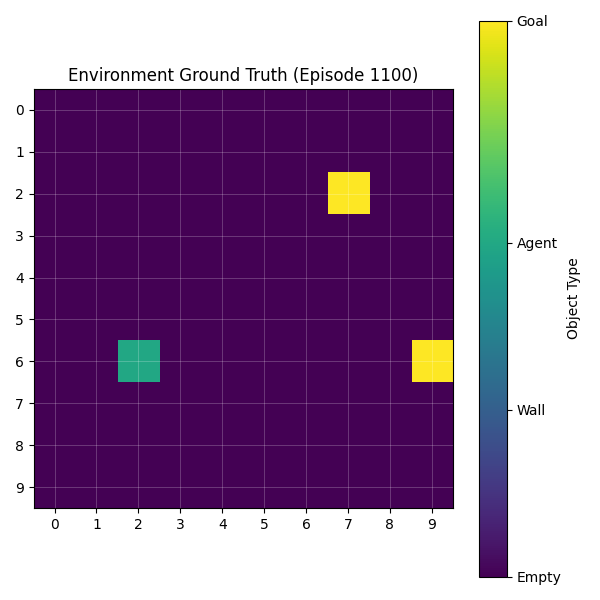 Environment Ground Truth (Episode 1100)
0
1
2
3
4
5
6
7
8
9
0 1 2 3 4 5 6 7 8 9
Goal
Agent
Wall
Empty
Object Type